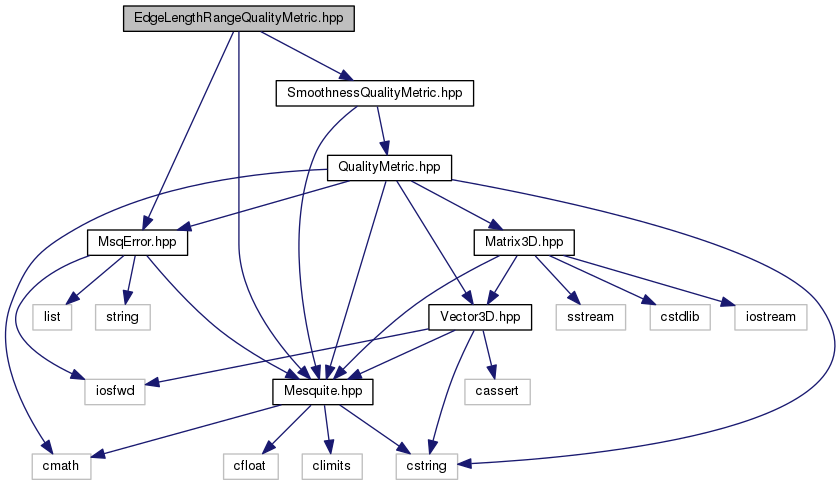 EdgeLengthRangeQualityMetric.hpp
SmoothnessQualityMetric.hpp
QualityMetric.hpp
MsqError.hpp
Matrix3D.hpp
list
string
Vector3D.hpp
sstream
cstdlib
iostream
iosfwd
Mesquite.hpp
cassert
cmath
cfloat
climits
cstring